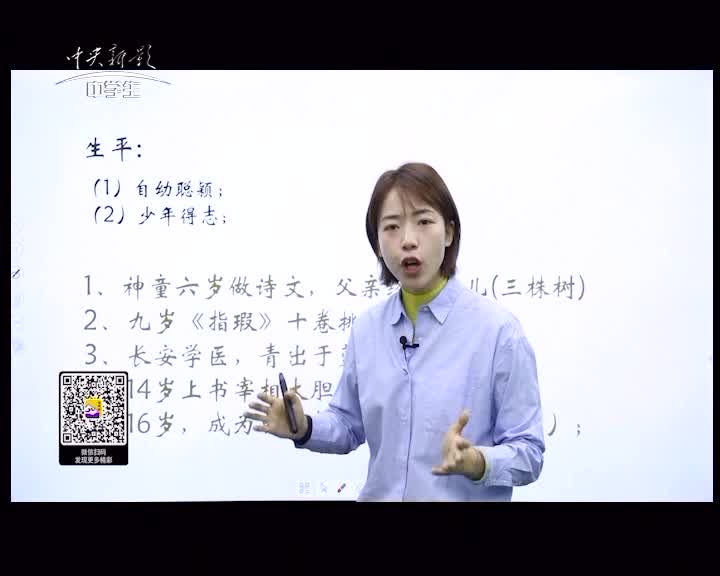 中央新影
中学生
生平：
（1）自幼聪颖；
（2）少年得志；
1、神童六岁做诗文，父亲 儿(三株树)
2、九岁《指瑕》十卷挑
3、长安学医，青出于
14岁上书宰相大胆
16岁，成为 ）；
微信扫码
发现更多精彩